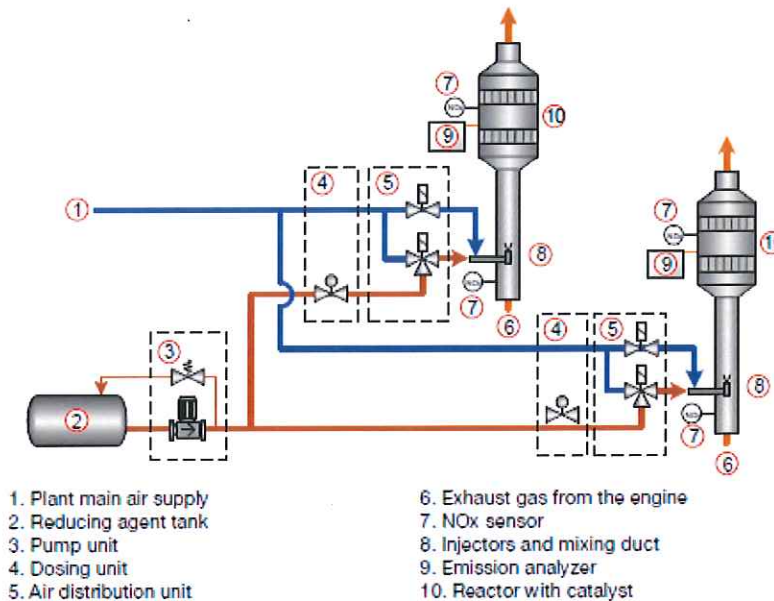 7
NOx
10
9
4
5
1
7
NOx
10
9
8
7
NOx
6
3
4
5
2
8
7
NOx
6
1. Plant main air supply
2. Reducing agent tank
3. Pump unit
4. Dosing unit
5. Air distribution unit
6. Exhaust gas from the engine
7. NOx sensor
8. Injectors and mixing duct
9. Emission analyzer
10. Reactor with catalyst